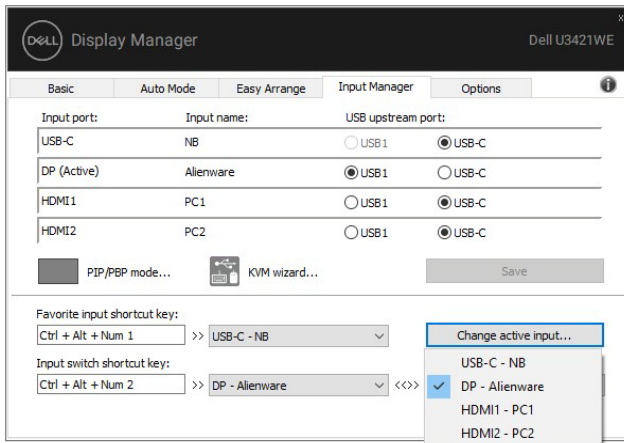 DELL Display Manager Dell U3421WE
Basic Auto Mode Easy Arrange Input Manager Options
Input port: Input name: USB upstream port:
USB-C NB USB1 USB-C
DP (Active) Alienware USB1 USB-C
HDMI1 PC1 USB1 USB-C
HDMI2 PC2 USB1 USB-C
PIP/PBP mode... KVM wizard... Save
Favorite input shortcut key:
Ctrl + Alt + Num 1 >> USB-C - NB Change active input...
Input switch shortcut key:
Ctrl + Alt + Num 2 >> DP - Alienware <<>>
USB-C - NB
DP - Alienware
HDMI1 - PC1
HDMI2 - PC2